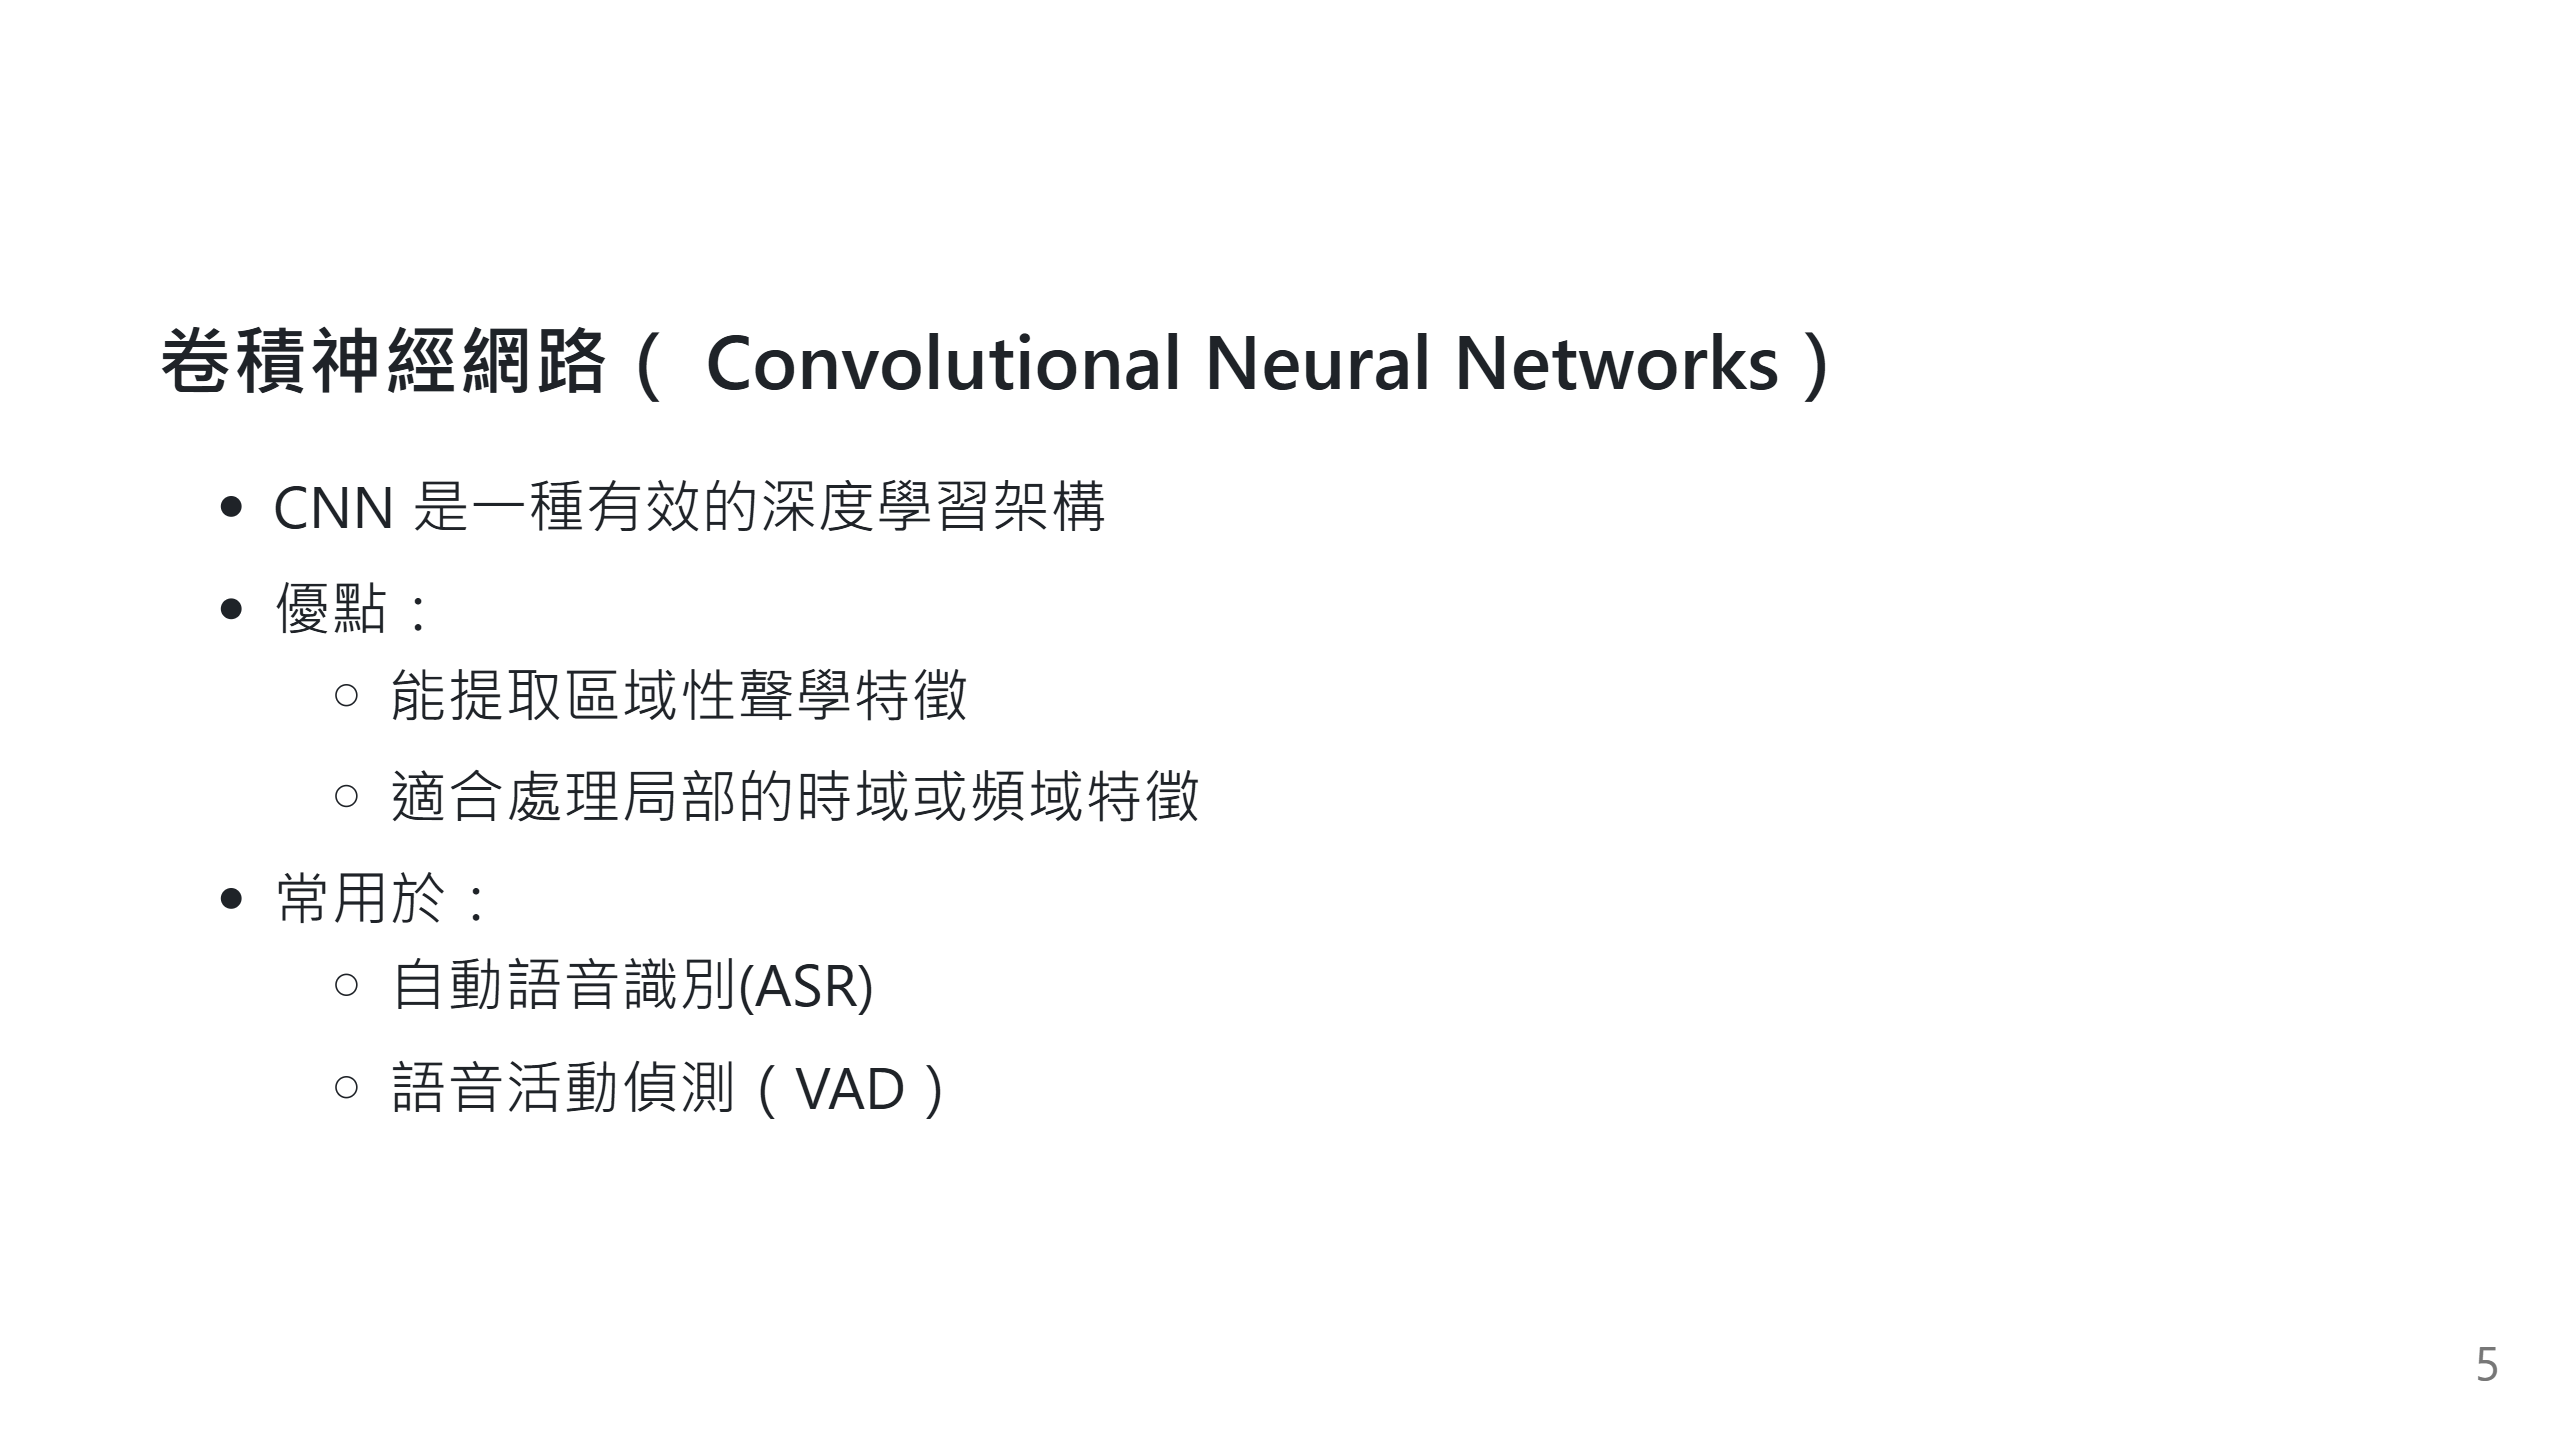 卷積神經網路（ Convolutional Neural Networks）
• CNN 是一種有效的深度學習架構
• 優點：
○ 能提取區域性聲學特徵
○ 適合處理局部的時域或頻域特徵
• 常用於：
○ 自動語音識別(ASR)
○ 語音活動偵測（VAD）
5